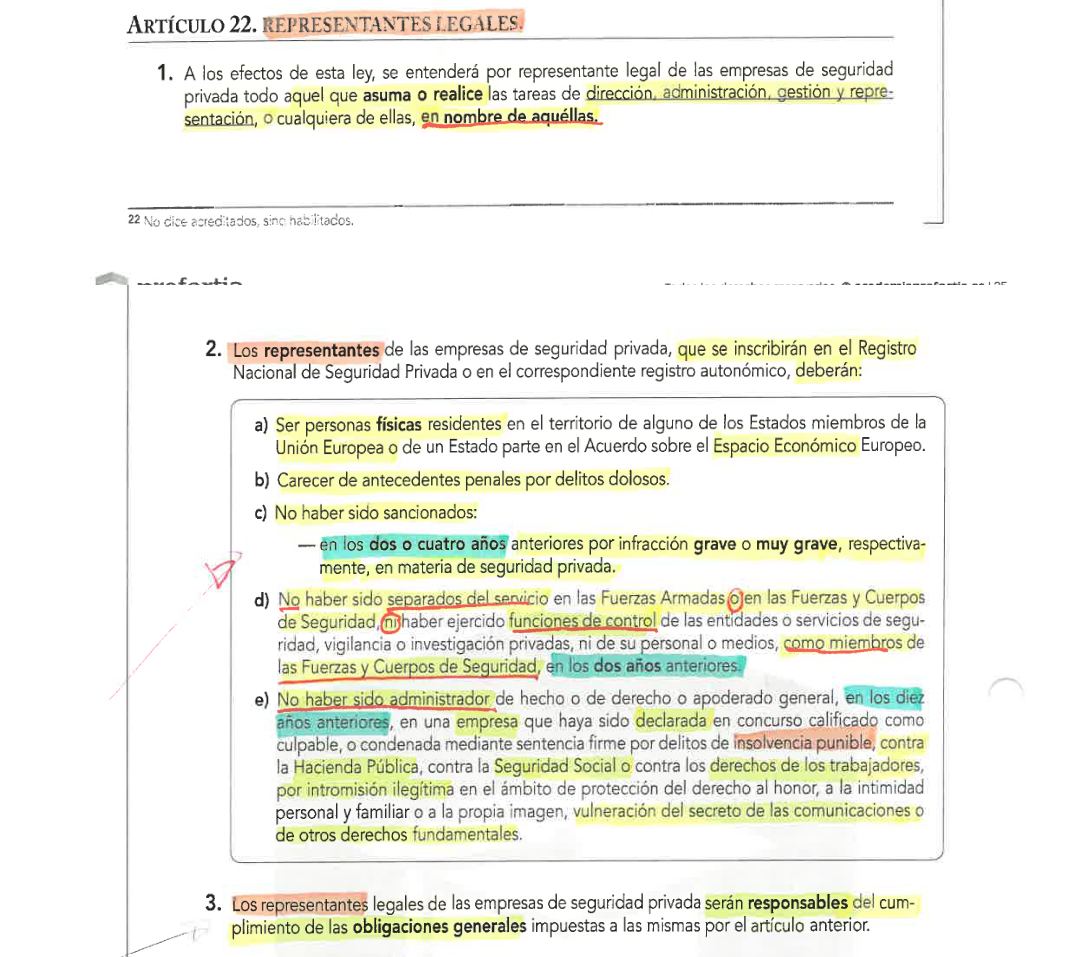 ARTÍCULO 22. REPRESENTANTES LEGALES.
1. A los efectos de esta ley, se entenderá por representante legal de las empresas de seguridad
privada todo aquel que asuma o realice las tareas de dirección, administración, gestión y repre-
sentación, o cualquiera de ellas, en nombre de aquéllas.
22 No dice acreditados, sino habilitados.
2. Los representantes de las empresas de seguridad privada, que se inscribirán en el Registro
Nacional de Seguridad Privada o en el correspondiente registro autonómico, deberán:
a) Ser personas físicas residentes en el territorio de alguno de los Estados miembros de la
Unión Europea o de un Estado parte en el Acuerdo sobre el Espacio Económico Europeo.
b) Carecer de antecedentes penales por delitos dolosos.
c) No haber sido sancionados:
— en los dos o cuatro años anteriores por infracción grave o muy grave, respectiva-
mente, en materia de seguridad privada.
d) No haber sido separados del servicio en las Fuerzas Armadas o en las Fuerzas y Cuerpos
de Seguridad, ni haber ejercido funciones de control de las entidades o servicios de segu-
ridad, vigilancia o investigación privadas, ni de su personal o medios, como miembros de
las Fuerzas y Cuerpos de Seguridad, en los dos años anteriores.
e) No haber sido administrador de hecho o de derecho o apoderado general, en los diez
años anteriores, en una empresa que haya sido declarada en concurso calificado como
culpable, o condenada mediante sentencia firme por delitos de insolvencia punible, contra
la Hacienda Pública, contra la Seguridad Social o contra los derechos de los trabajadores,
por intromisión ilegítima en el ámbito de protección del derecho al honor, a la intimidad
personal y familiar o a la propia imagen, vulneración del secreto de las comunicaciones o
de otros derechos fundamentales.
3. Los representantes legales de las empresas de seguridad privada serán responsables del cum-
plimiento de las obligaciones generales impuestas a las mismas por el artículo anterior.